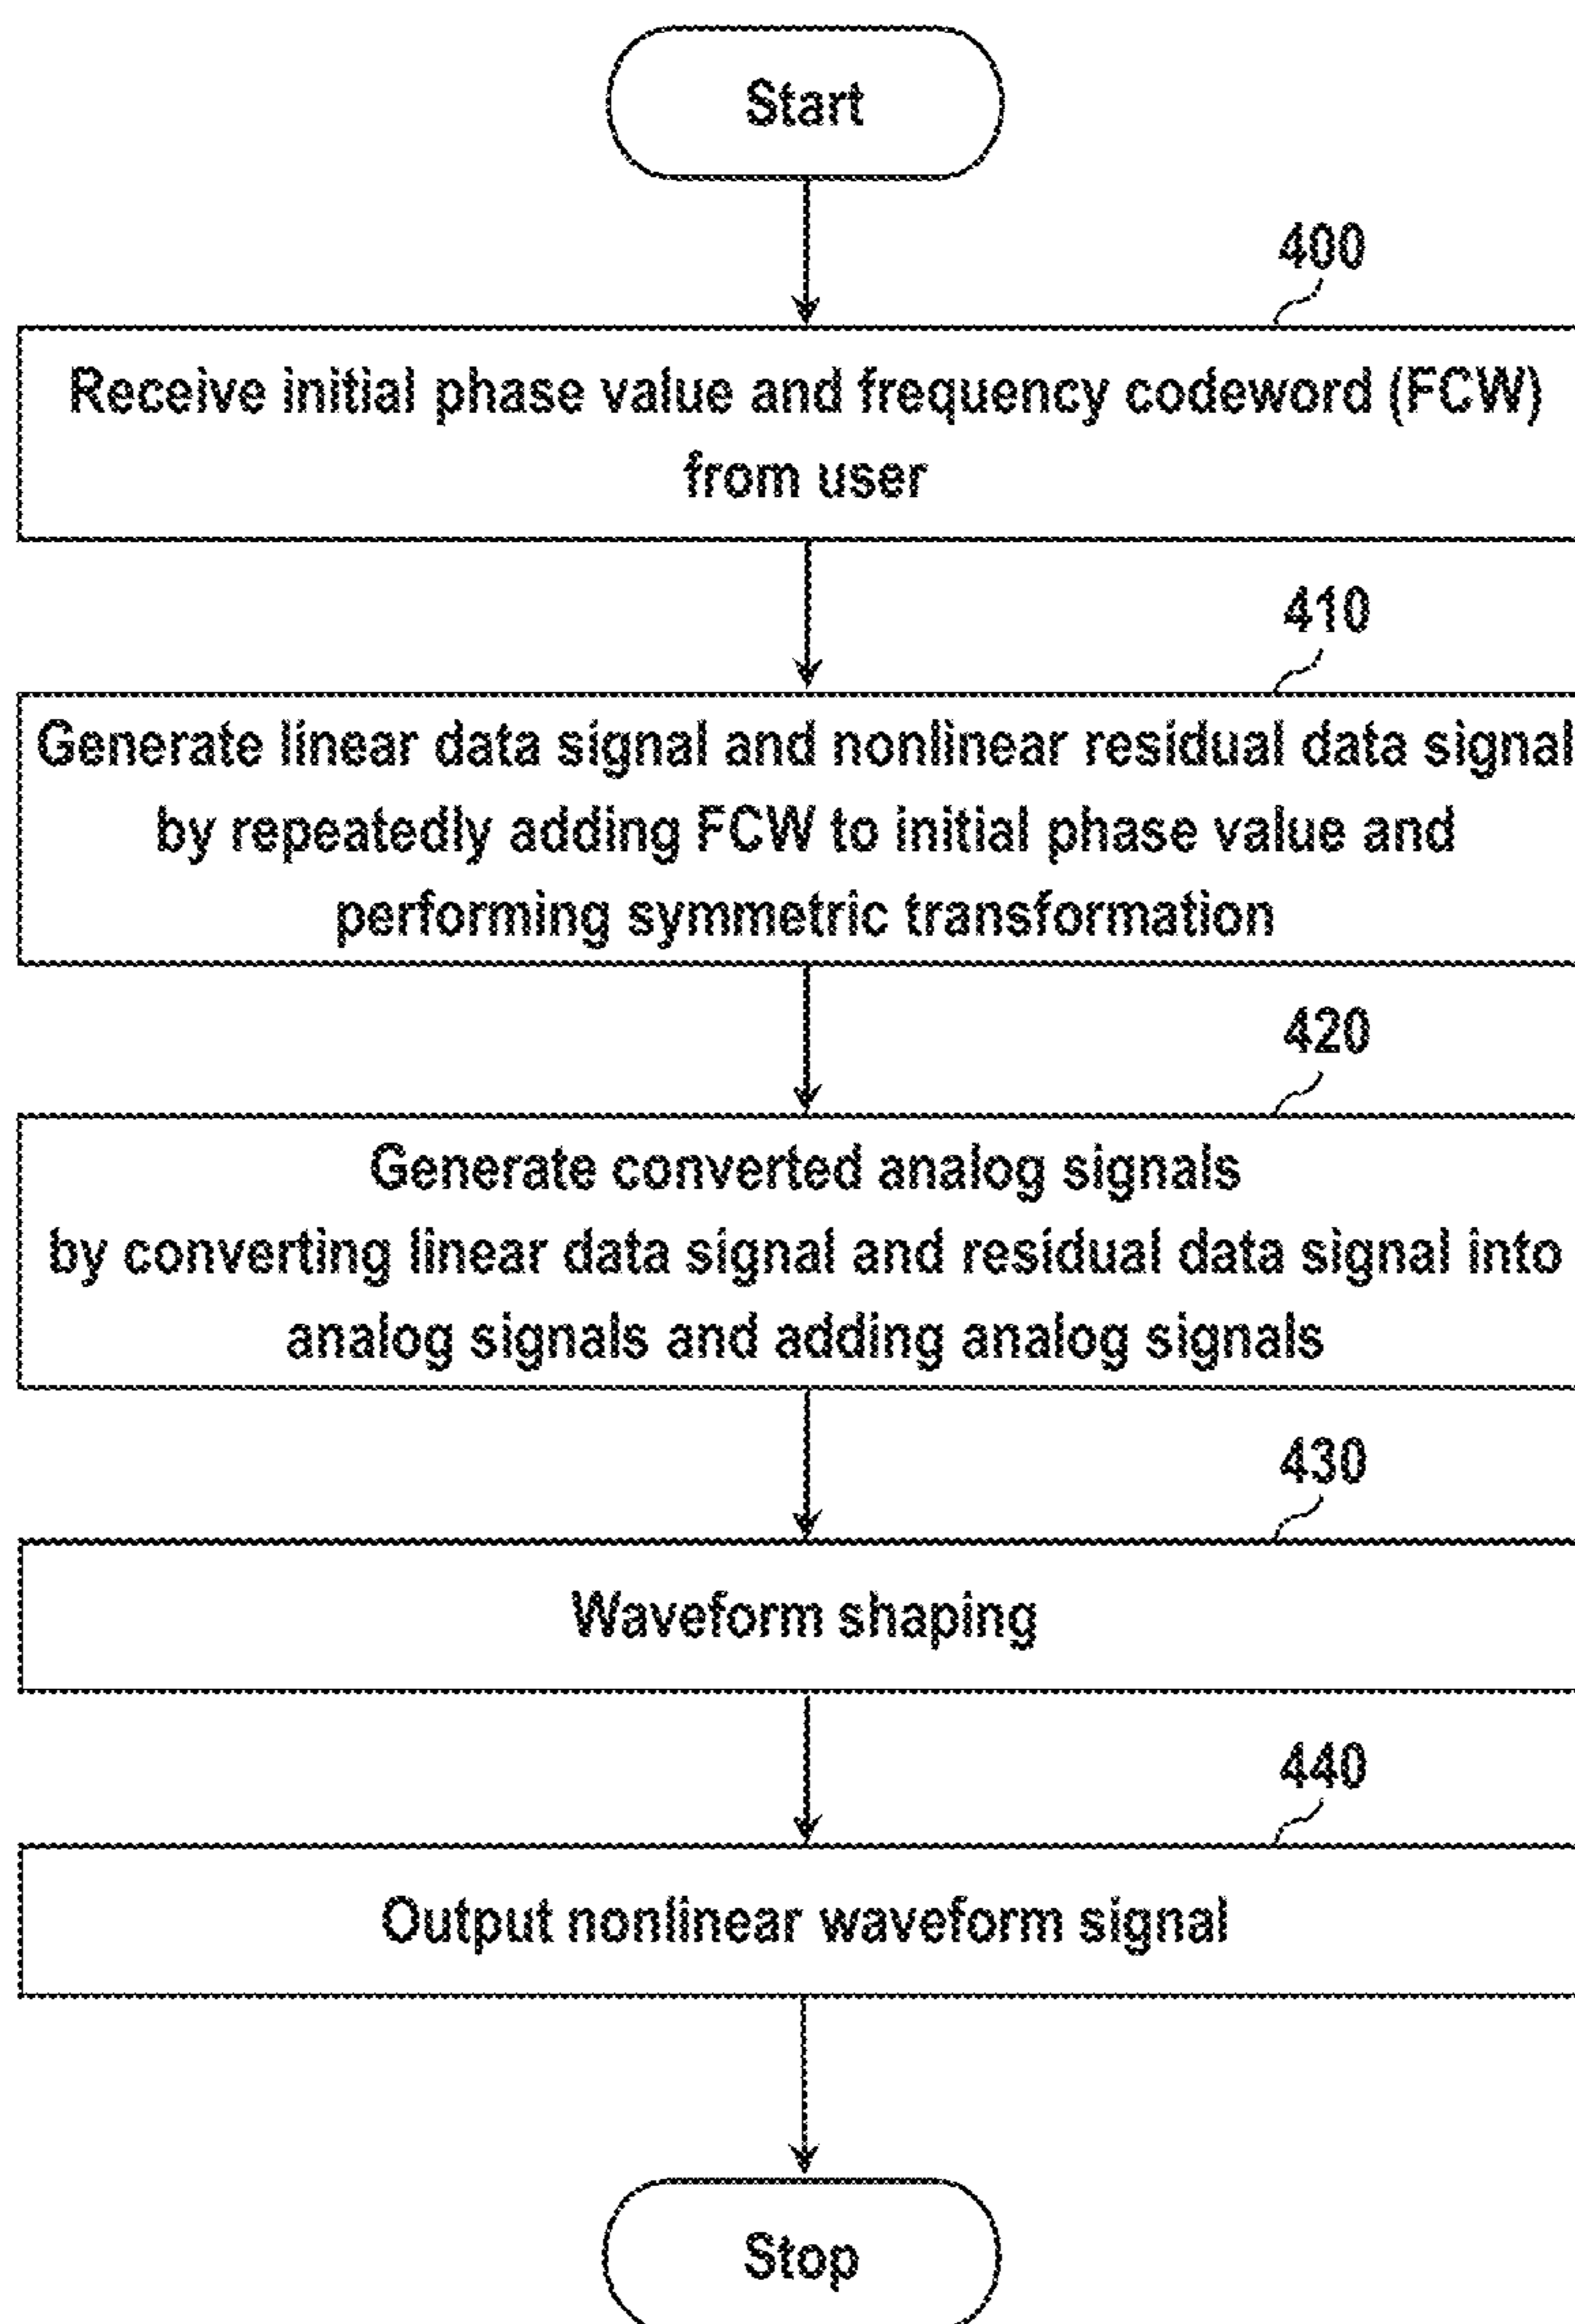 Start
400
Receive initial phase value and frequency codeword (FCW)
from user
410
Generate linear data signal and nonlinear residual data signal
by repeatedly adding FCW to initial phase value and
performing symmetric transformation
420
Generate converted analog signals
by converting linear data signal and residual data signal into
analog signals and adding analog signals
430
Waveform shaping
440
Output nonlinear waveform signal
Stop